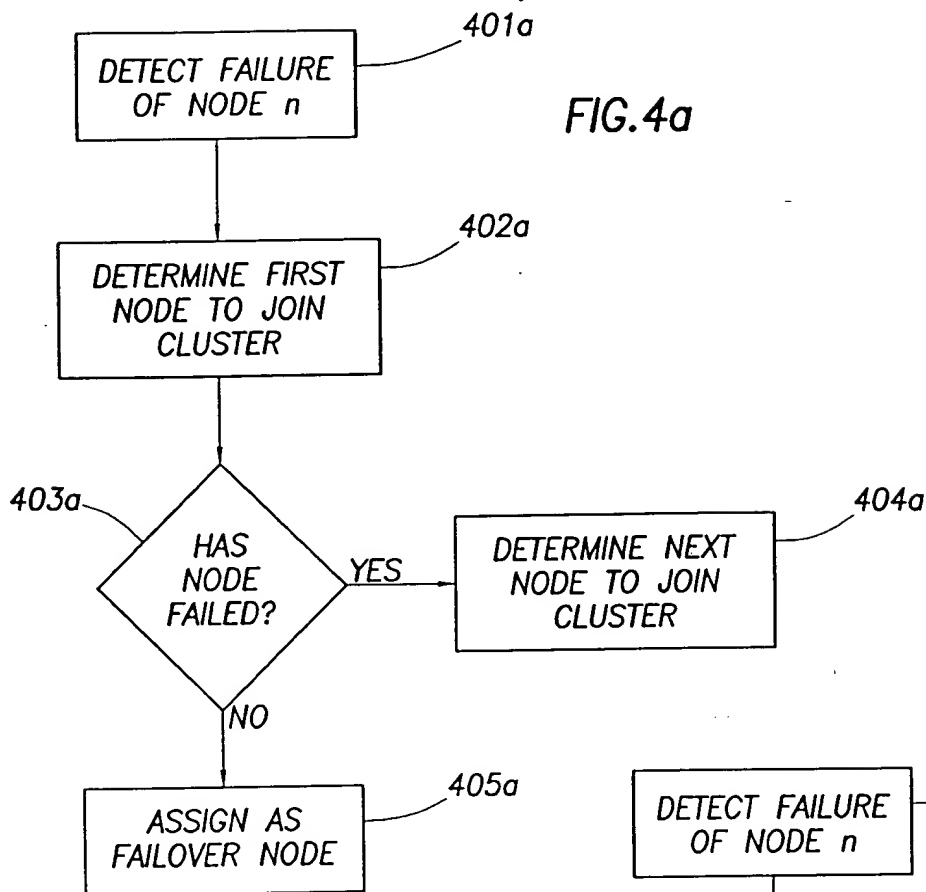 401a
DETECT FAILURE
OF NODE n
FIG.4a
402a
DETERMINE FIRST
NODE TO JOIN
CLUSTER
403a
HAS
NODE
FAILED?
YES
404a
DETERMINE NEXT
NODE TO JOIN
CLUSTER
NO
405a
ASSIGN AS
FAILOVER NODE
DETECT FAILURE
OF NODE n